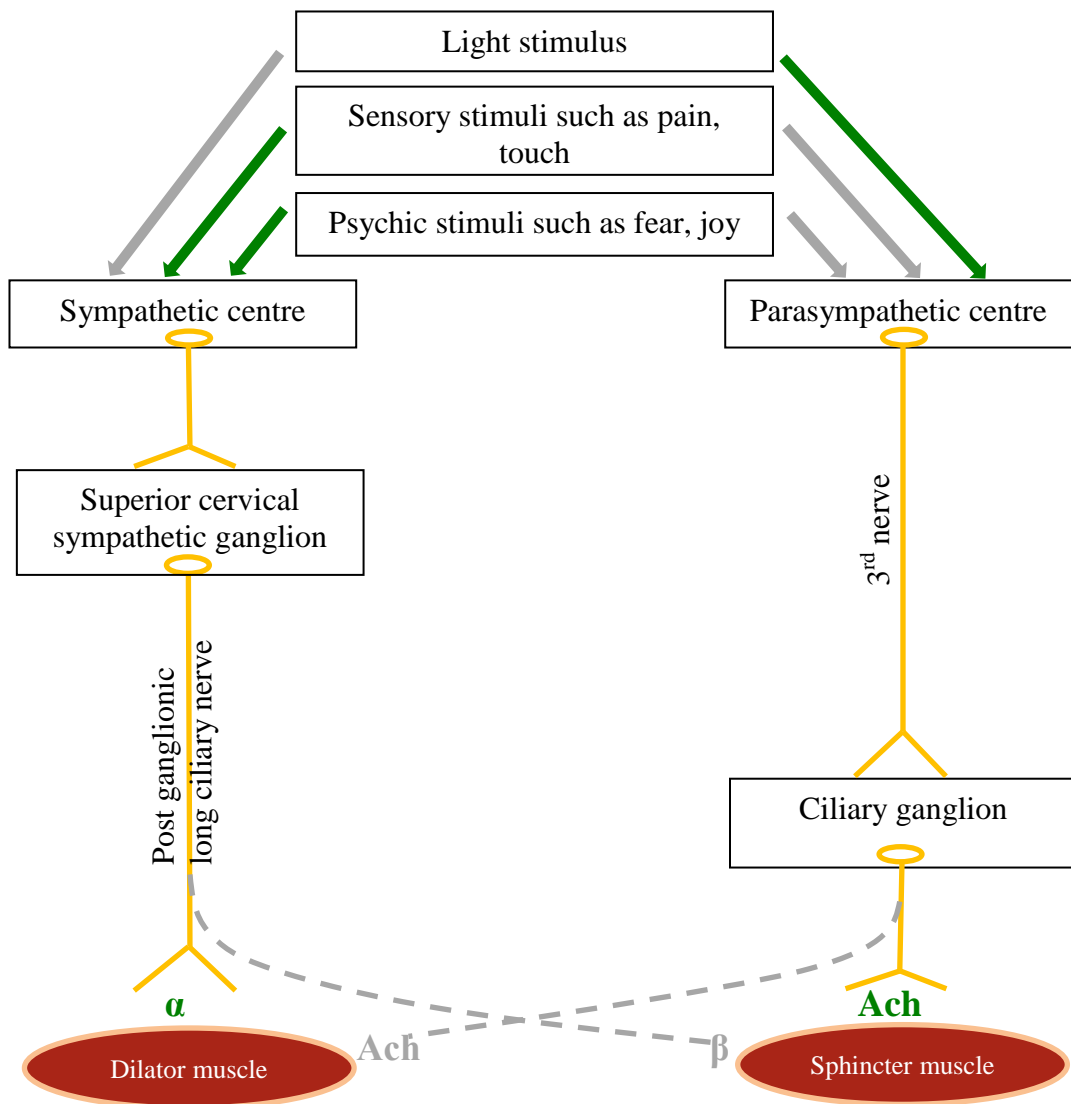 Light stimulus
Sensory stimuli such as pain,
touch
Psychic stimuli such as fear, joy
Sympathetic centre
Parasympathetic centre
Superior cervical
sympathetic ganglion
3rd nerve
Post ganglionic
long ciliary nerve
Ciliary ganglion
α
Ach
Ach
β
Dilator muscle
Sphincter muscle